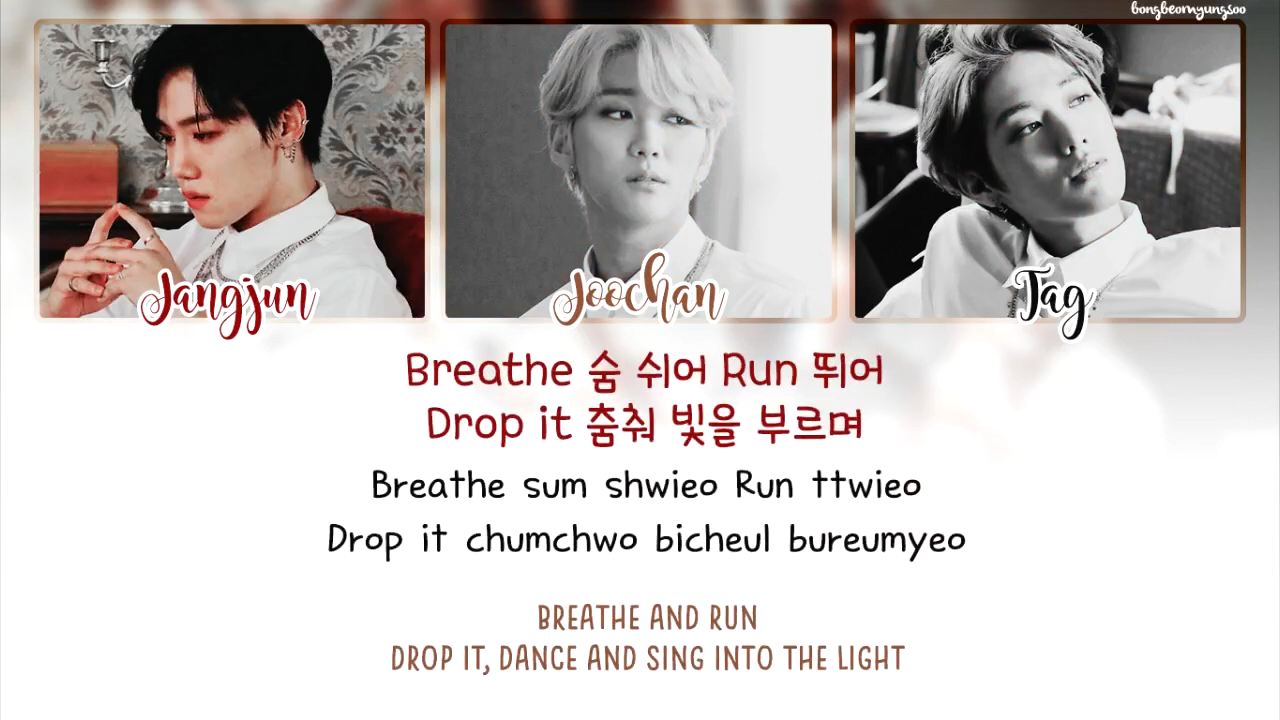 bongbeomyungsoo
Jangjun
Joochan
Tag
Breathe 숨 쉬어 Run 뛰어
Drop it 춤춰 빛을 부르며
Breathe sum shwieo Run ttwieo
Drop it chumchwo bicheul bureumyeo
BREATHE AND RUN
DROP IT, DANCE AND SING INTO THE LIGHT